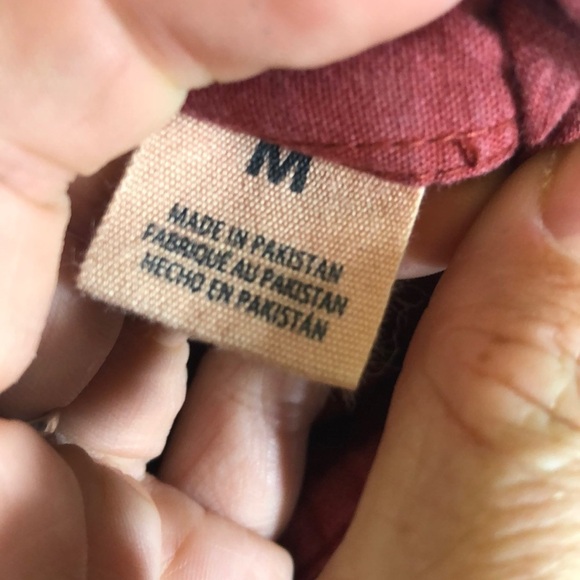 M
MADE IN PAKISTAN
FABRIQUÉ AU PAKISTAN
HECHO EN PAKISTÁN